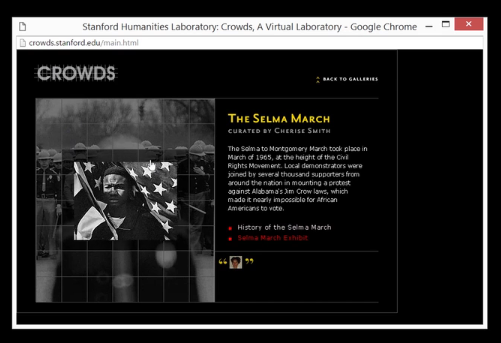 Stanford Humanities Laboratory: Crowds, A Virtual Laboratory - Google Chrome
crowds.stanford.edu/main.html
CROWDS
BACK TO GALLERIES
THE SELMA MARCH
CURATED BY CHERISE SMITH
The Selma to Montgomery March took place in
March of 1965, at the height of the Civil
Rights Movement. Local demonstrators were
joined by several thousand supporters from
around the nation in mounting a protest
against Alabama's Jim Crow laws, which
made it nearly impossible for African
Americans to vote.
History of the Selma March
Selma March Exhibit